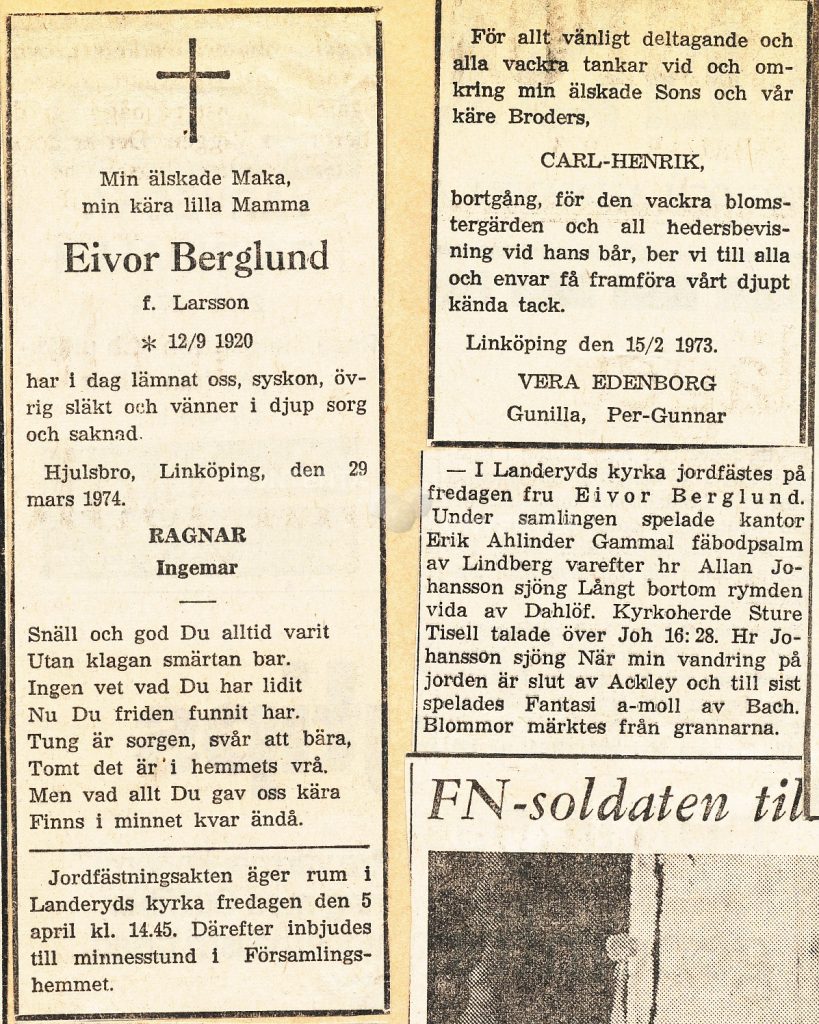 Min älskade Maka,
min kära lilla Mamma
Eivor Berglund
f. Larsson
* 12/9 1920
har i dag lämnat oss, syskon, öv-
rig släkt och vänner i djup sorg
och saknad.
Hjulsbro, Linköping, den 29
mars 1974.
RAGNAR
Ingemar
Snäll och god Du alltid varit
Utan klagan smärtan bar.
Ingen vet vad Du har lidit
Nu Du friden funnit har.
Tung är sorgen, svår att bära,
Tomt det är i hemmets vrå.
Men vad allt Du gav oss kära
Finns i minnet kvar ändå.
Jordfästningsakten äger rum i
Landeryds kyrka fredagen den 5
april kl. 14.45. Därefter inbjudes
till minnesstund i Församlings-
hemmet.
För allt vänligt deltagande och
alla vackra tankar vid och om-
kring min älskade Sons och vår
käre Broders,
CARL-HENRIK,
bortgång, för den vackra bloms-
tergärden och all hedersbevis-
ning vid hans bår, ber vi till alla
och envar få framföra vårt djupt
kända tack.
Linköping den 15/2 1973.
VERA EDENBORG
Gunilla, Per-Gunnar
— I Landeryds kyrka jordfästes på
fredagen fru Eivor Berglund.
Under samlingen spelade kantor
Erik Ahlinder Gammal fäbodpsalm
av Lindberg varefter hr Allan Jo-
hansson sjöng Långt bortom rymden
vida av Dahlöf. Kyrkoherde Sture
Tisell talade över Joh 16: 28. Hr Jo-
hansson sjöng När min vandring på
jorden är slut av Ackley och till sist
spelades Fantasi a-moll av Bach.
Blommor märktes från grannarna.
FN-soldaten til